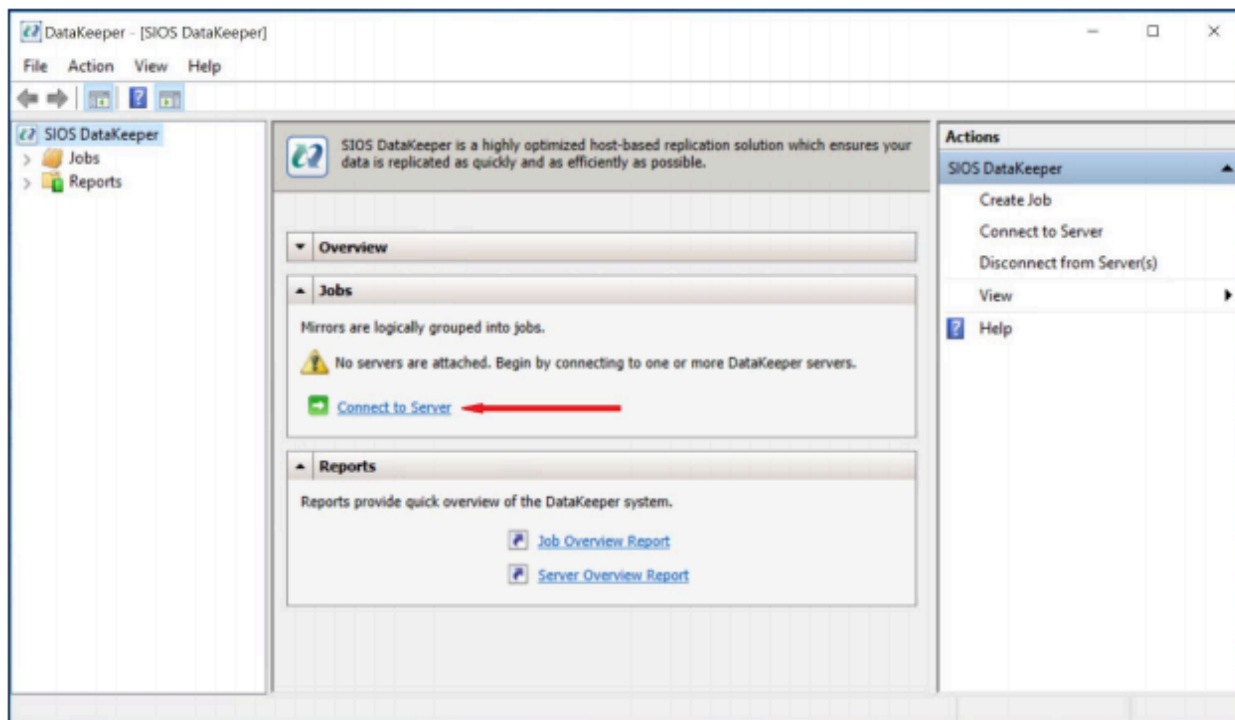 DataKeeper - [SIOS DataKeeper]
File Action View Help
SIOS DataKeeper
Jobs
Reports
SIOS DataKeeper is a highly optimized host-based replication solution which ensures your
data is replicated as quickly and as efficiently as possible.
Overview
Jobs
Mirrors are logically grouped into jobs.
No servers are attached. Begin by connecting to one or more DataKeeper servers.
Connect to Server
Reports
Reports provide quick overview of the DataKeeper system.
Job Overview Report
Server Overview Report
Actions
SIOS DataKeeper
Create Job
Connect to Server
Disconnect from Server(s)
View
Help